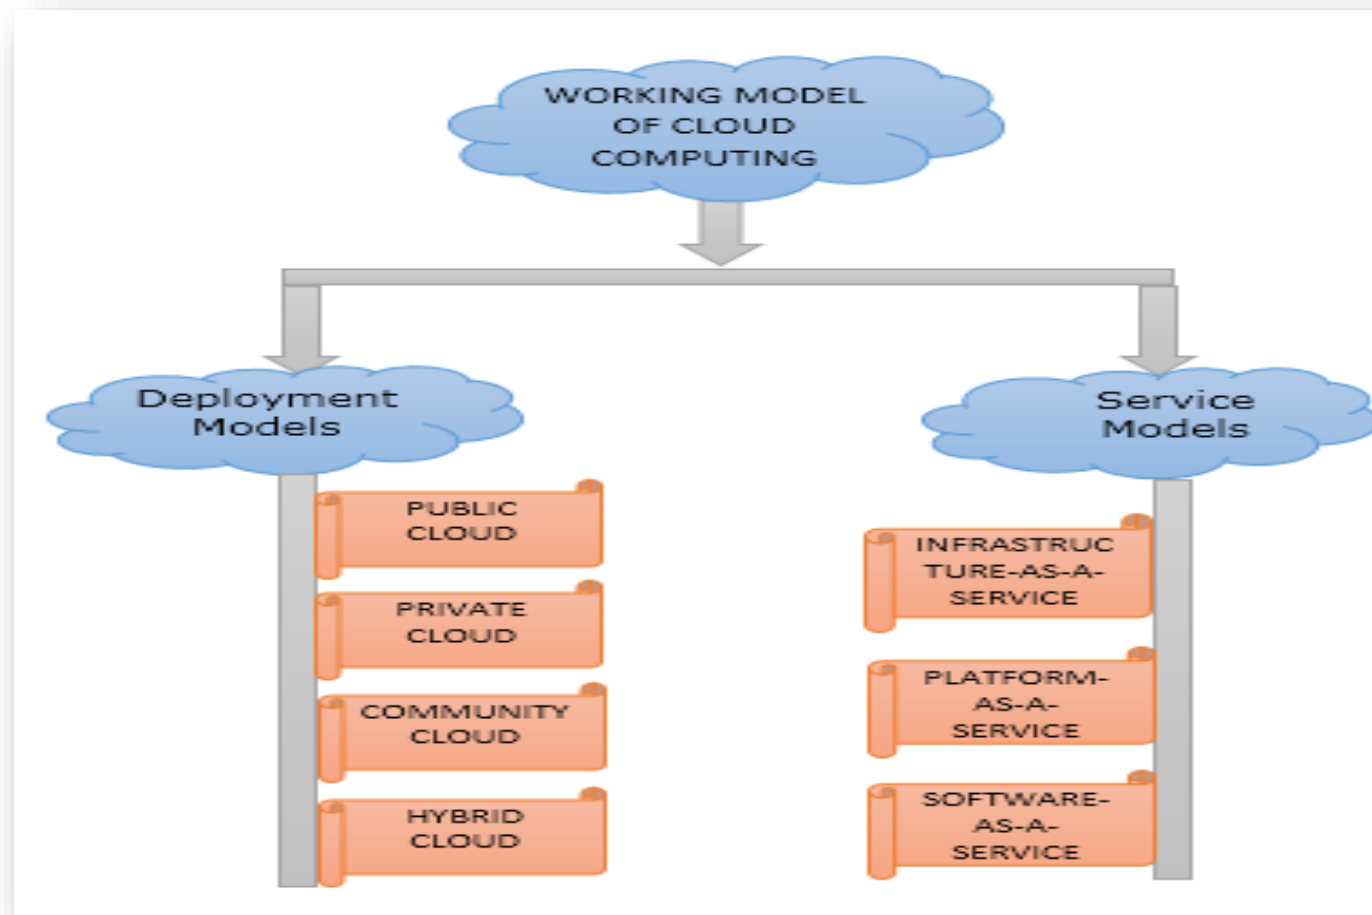 WORKING MODEL
OF CLOUD
COMPUTING
Deployment
Models
PUBLIC
CLOUD
PRIVATE
CLOUD
COMMUNITY
CLOUD
HYBRID
CLOUD
Service
Models
INFRASTRUC
TURE-AS-A-
SERVICE
PLATFORM-
AS-A-
SERVICE
SOFTWARE-
AS-A-
SERVICE